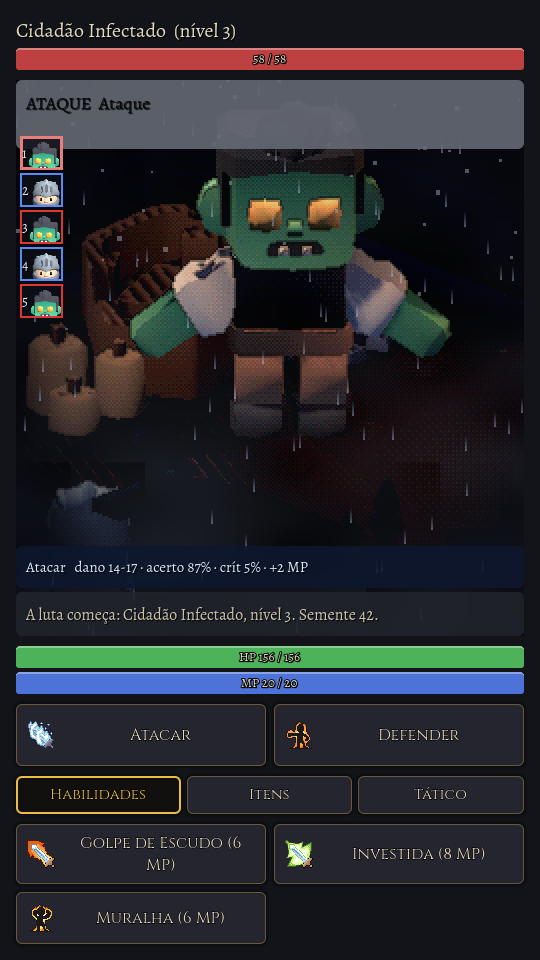 Cidadão Infectado (nível 3)
58 / 58
ATAQUE Ataque
1
2
3
4
5
Atacar dano 14-17 · acerto 87% · crít 5% · +2 MP
A luta começa: Cidadão Infectado, nível 3. Semente 42.
HP 156 / 156
MP 20 / 20
Atacar
Defender
Habilidades
Itens
Tático
Golpe de Escudo (6
MP)
Investida (8 MP)
Muralha (6 MP)